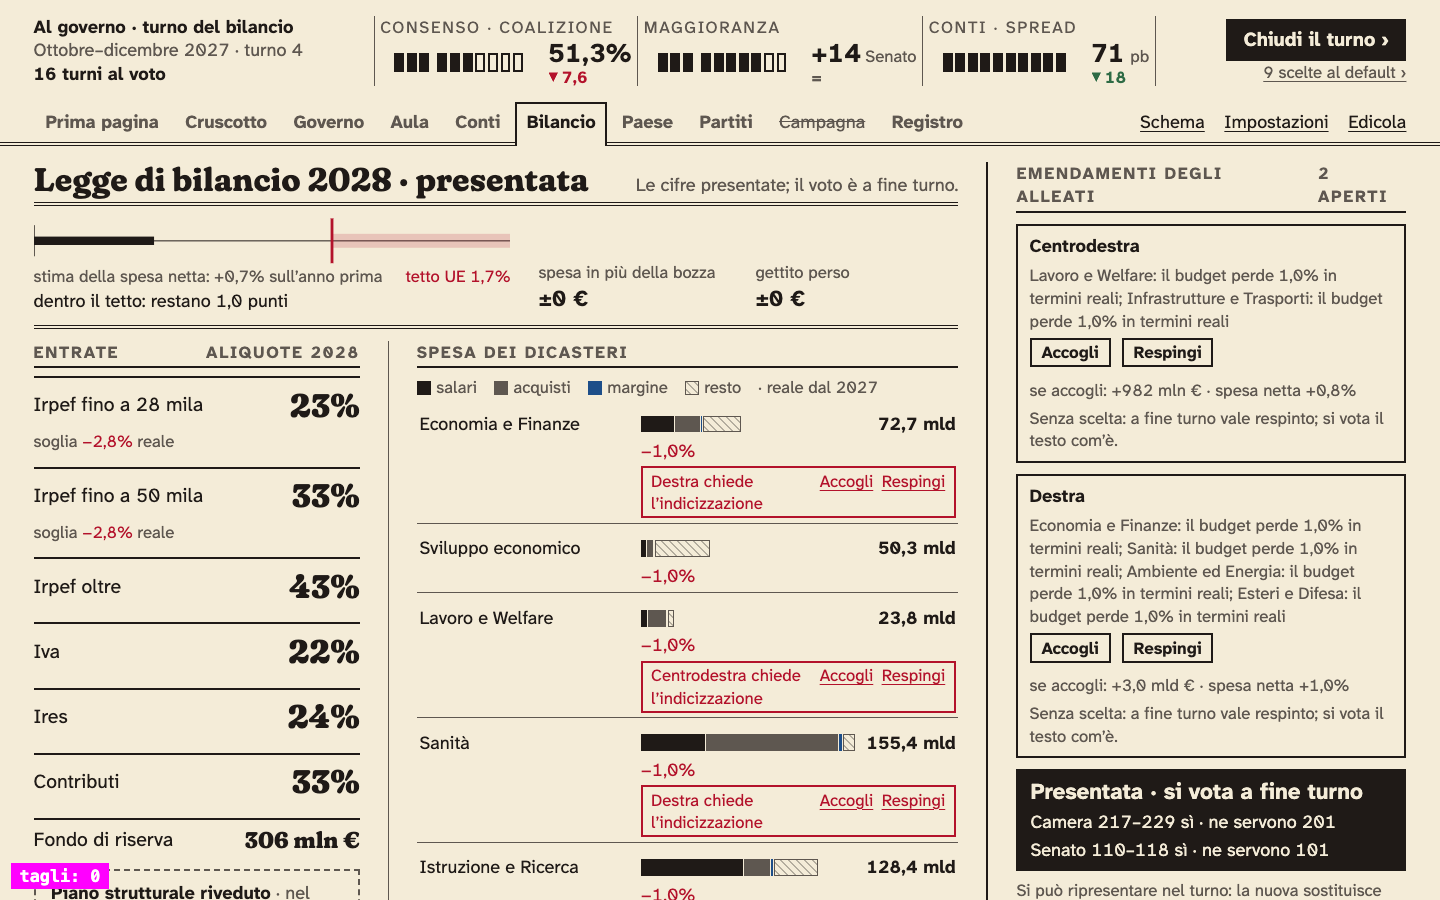 Al governo · turno del bilancio
Ottobre–dicembre 2027 · turno 4
16 turni al voto
CONSENSO · COALIZIONE
51,3%
▼7,6
MAGGIORANZA
+14 Senato
=
CONTI · SPREAD
71 pb
▼18
Chiudi il turno ›
9 scelte al default ›
Prima pagina Cruscotto Governo Aula Conti Bilancio Paese Partiti Campagna Registro Schema Impostazioni Edicola
Legge di bilancio 2028 · presentata
Le cifre presentate; il voto è a fine turno.
stima della spesa netta: +0,7% sull’anno prima
tetto UE 1,7%
dentro il tetto: restano 1,0 punti
spesa in più della bozza
±0 €
gettito perso
±0 €
ENTRATE ALIQUOTE 2028
Irpef fino a 28 mila 23%
soglia −2,8% reale
Irpef fino a 50 mila 33%
soglia −2,8% reale
Irpef oltre 43%
Iva 22%
Ires 24%
Contributi 33%
Fondo di riserva 306 mln €
tagli: 0
Piano strutturale riveduto · nel
SPESA DEI DICASTERI
salari acquisti margine resto · reale dal 2027
Economia e Finanze 72,7 mld
−1,0%
Destra chiede l’indicizzazione Accogli Respingi
Sviluppo economico 50,3 mld
−1,0%
Lavoro e Welfare 23,8 mld
−1,0%
Centrodestra chiede l’indicizzazione Accogli Respingi
Sanità 155,4 mld
−1,0%
Destra chiede l’indicizzazione Accogli Respingi
Istruzione e Ricerca 128,4 mld
−1,0%
EMENDAMENTI DEGLI ALLEATI
2 APERTI
Centrodestra
Lavoro e Welfare: il budget perde 1,0% in
termini reali; Infrastrutture e Trasporti: il budget
perde 1,0% in termini reali
Accogli Respingi
se accogli: +982 mln € · spesa netta +0,8%
Senza scelta: a fine turno vale respinto; si vota il
testo com’è.
Destra
Economia e Finanze: il budget perde 1,0% in
termini reali; Sanità: il budget perde 1,0% in
termini reali; Ambiente ed Energia: il budget
perde 1,0% in termini reali; Esteri e Difesa: il
budget perde 1,0% in termini reali
Accogli Respingi
se accogli: +3,0 mld € · spesa netta +1,0%
Senza scelta: a fine turno vale respinto; si vota il
testo com’è.
Presentata · si vota a fine turno
Camera 217–229 sì · ne servono 201
Senato 110–118 sì · ne servono 101
Si può ripresentare nel turno: la nuova sostituisce